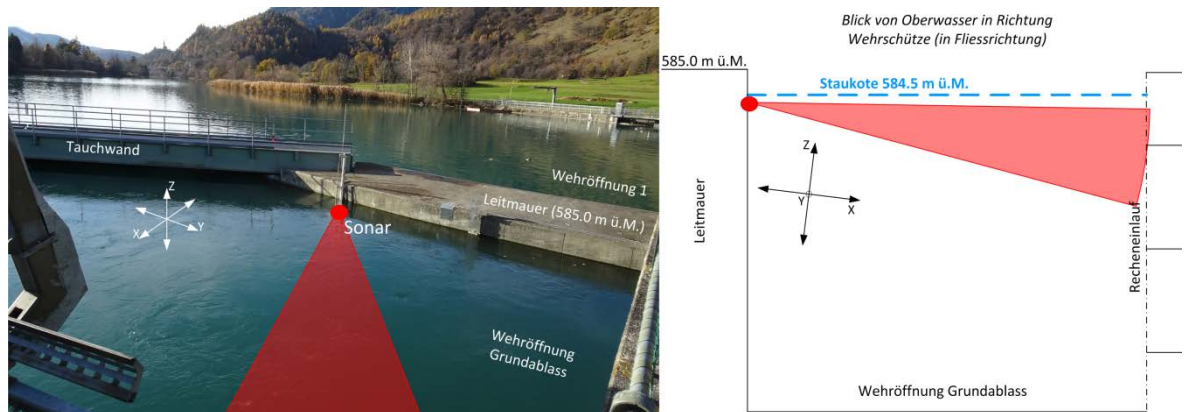 Tauchwand
Wehröffnung 1
Leitmauer (585.0 m ü.M.)
Z
X
Y
Sonar
Wehröffnung
Grundablass
Blick von Oberwasser in Richtung
Wehrschütze (in Fliessrichtung)
585.0 m ü.M.
Staukote 584.5 m ü.M.
Z
Y
X
Leitmauer
Recheneinlauf
Wehröffnung Grundablass